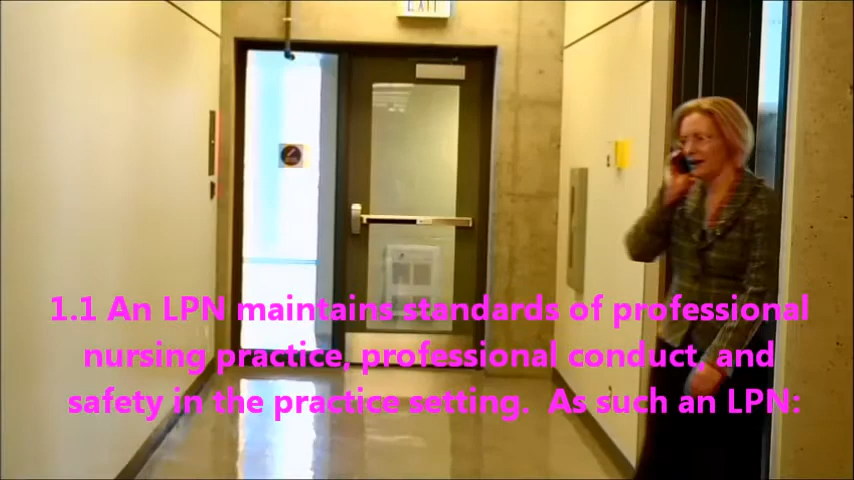 EXIT
1.1 An LPN maintains standards of professional
nursing practice, professional conduct, and
safety in the practice setting.  As such an LPN: